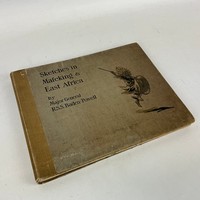 Sketches in
Mafeking &
East Africa
By
Major General
R.S.S. Baden-Powell